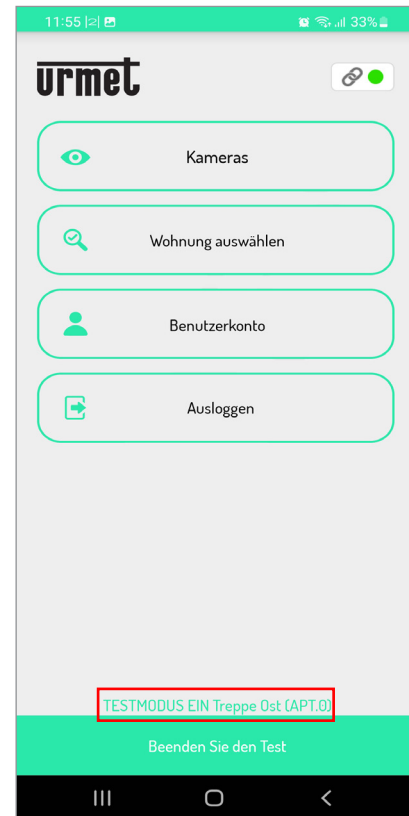 11:55
33%
urmet
Kameras
Wohnung auswählen
Benutzerkonto
Ausloggen
TESTMODUS EIN Treppe Ost (APT.0)
Beenden Sie den Test